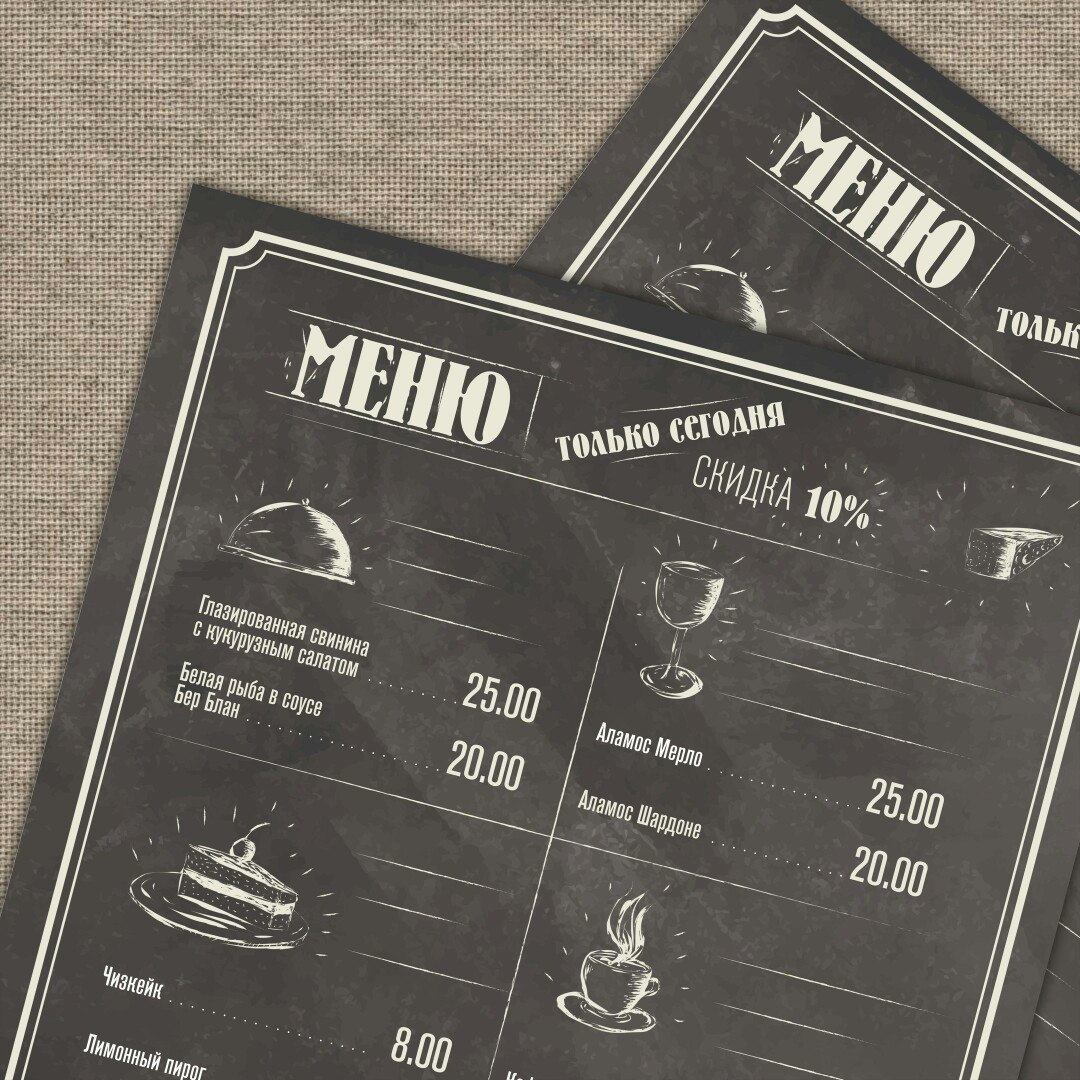 МЕНЮ
ТОЛЬК
МЕНЮ
ТОЛЬКО СЕГОДНЯ
СКИДКА 10%
Глазированная свинина
с кукурузным салатом
25.00
Белая рыба в соусе
Бер Блан
20.00
Аламос Мерло
25.00
Аламос Шардоне
20.00
Чизкейк
8.00
Лимонный пирог